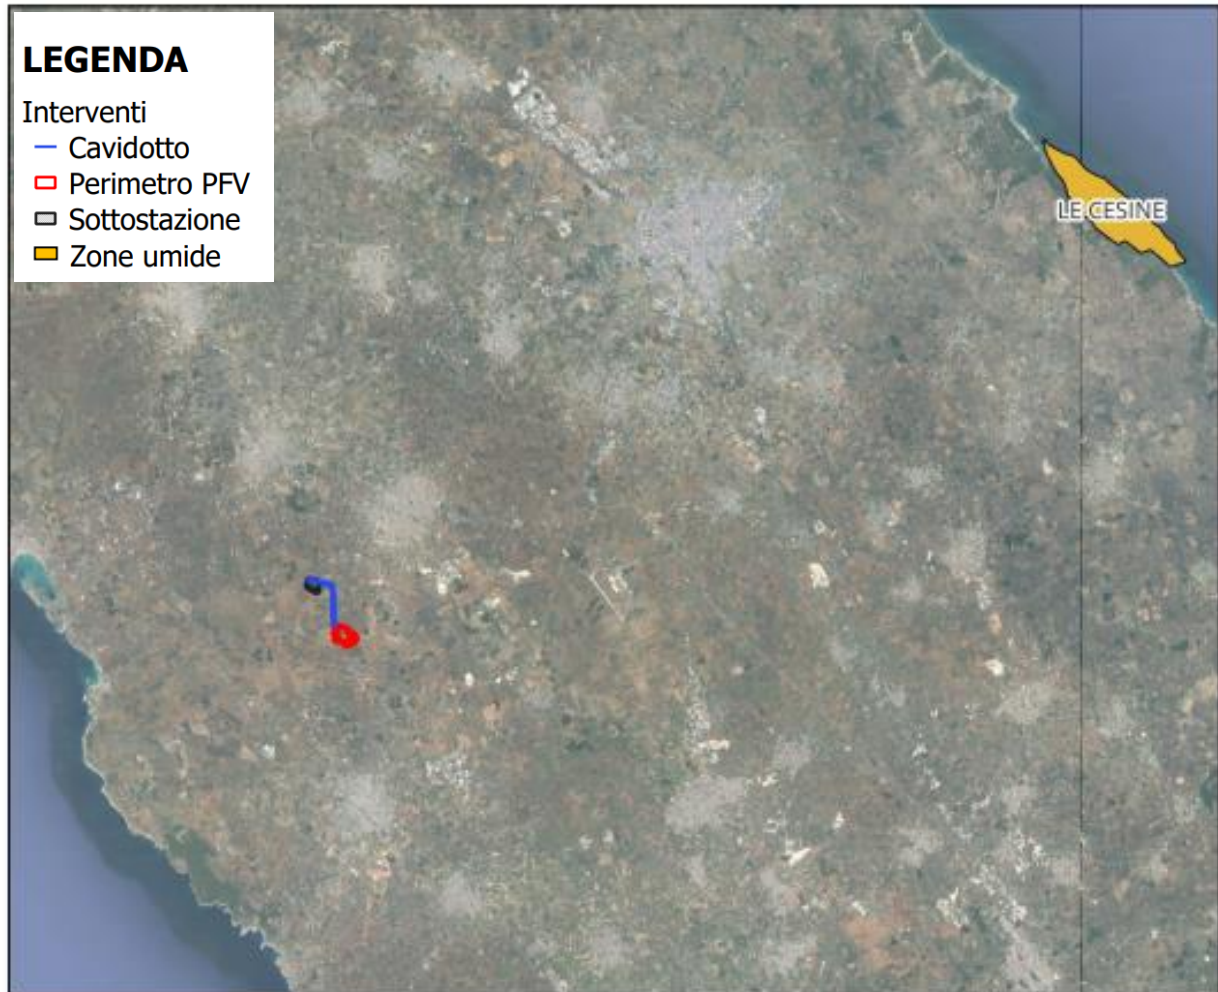 LEGENDA
Interventi
Cavidotto
Perimetro PFV
Sottostazione
Zone umide
LE CESINE